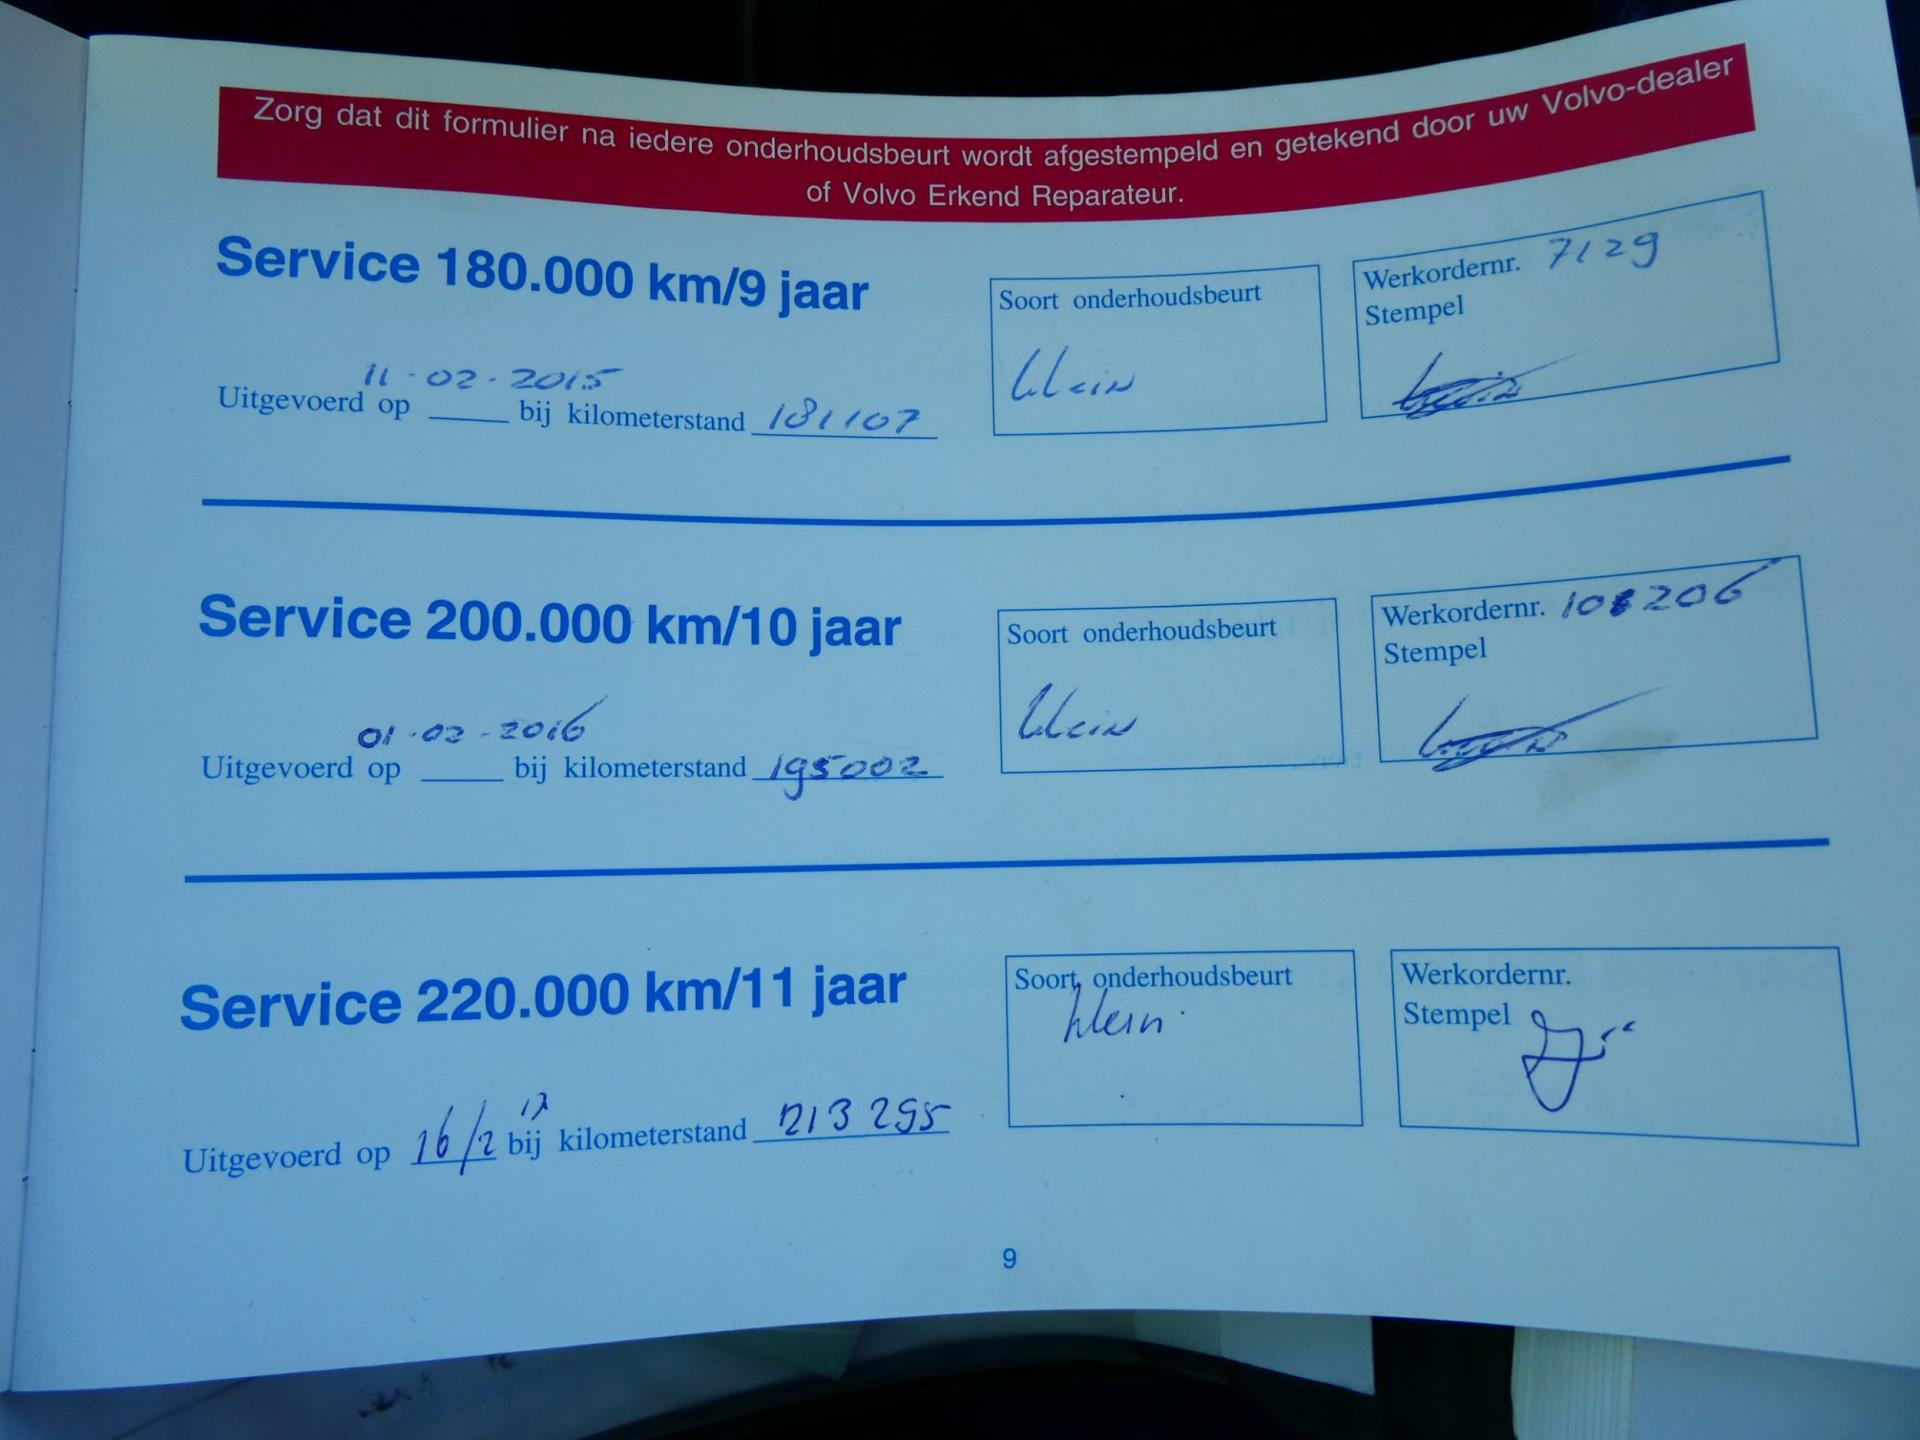 Zorg dat dit formulier na iedere onderhoudsbeurt wordt afgestempeld en getekend door uw Volvo-dealer
of Volvo Erkend Reparateur.
Service 180.000 km/9 jaar
Soort onderhoudsbeurt
klein
Werkordernr. 7129
Stempel
11-02-2015
Uitgevoerd op bij kilometerstand 181107
Service 200.000 km/10 jaar
Soort onderhoudsbeurt
klein
Werkordernr.
Stempel
01-02-2016
Uitgevoerd op bij kilometerstand 195002
Service 220.000 km/11 jaar
Soort onderhoudsbeurt
klein
Werkordernr.
Stempel
17
Uitgevoerd op 16/2 bij kilometerstand 213295
9